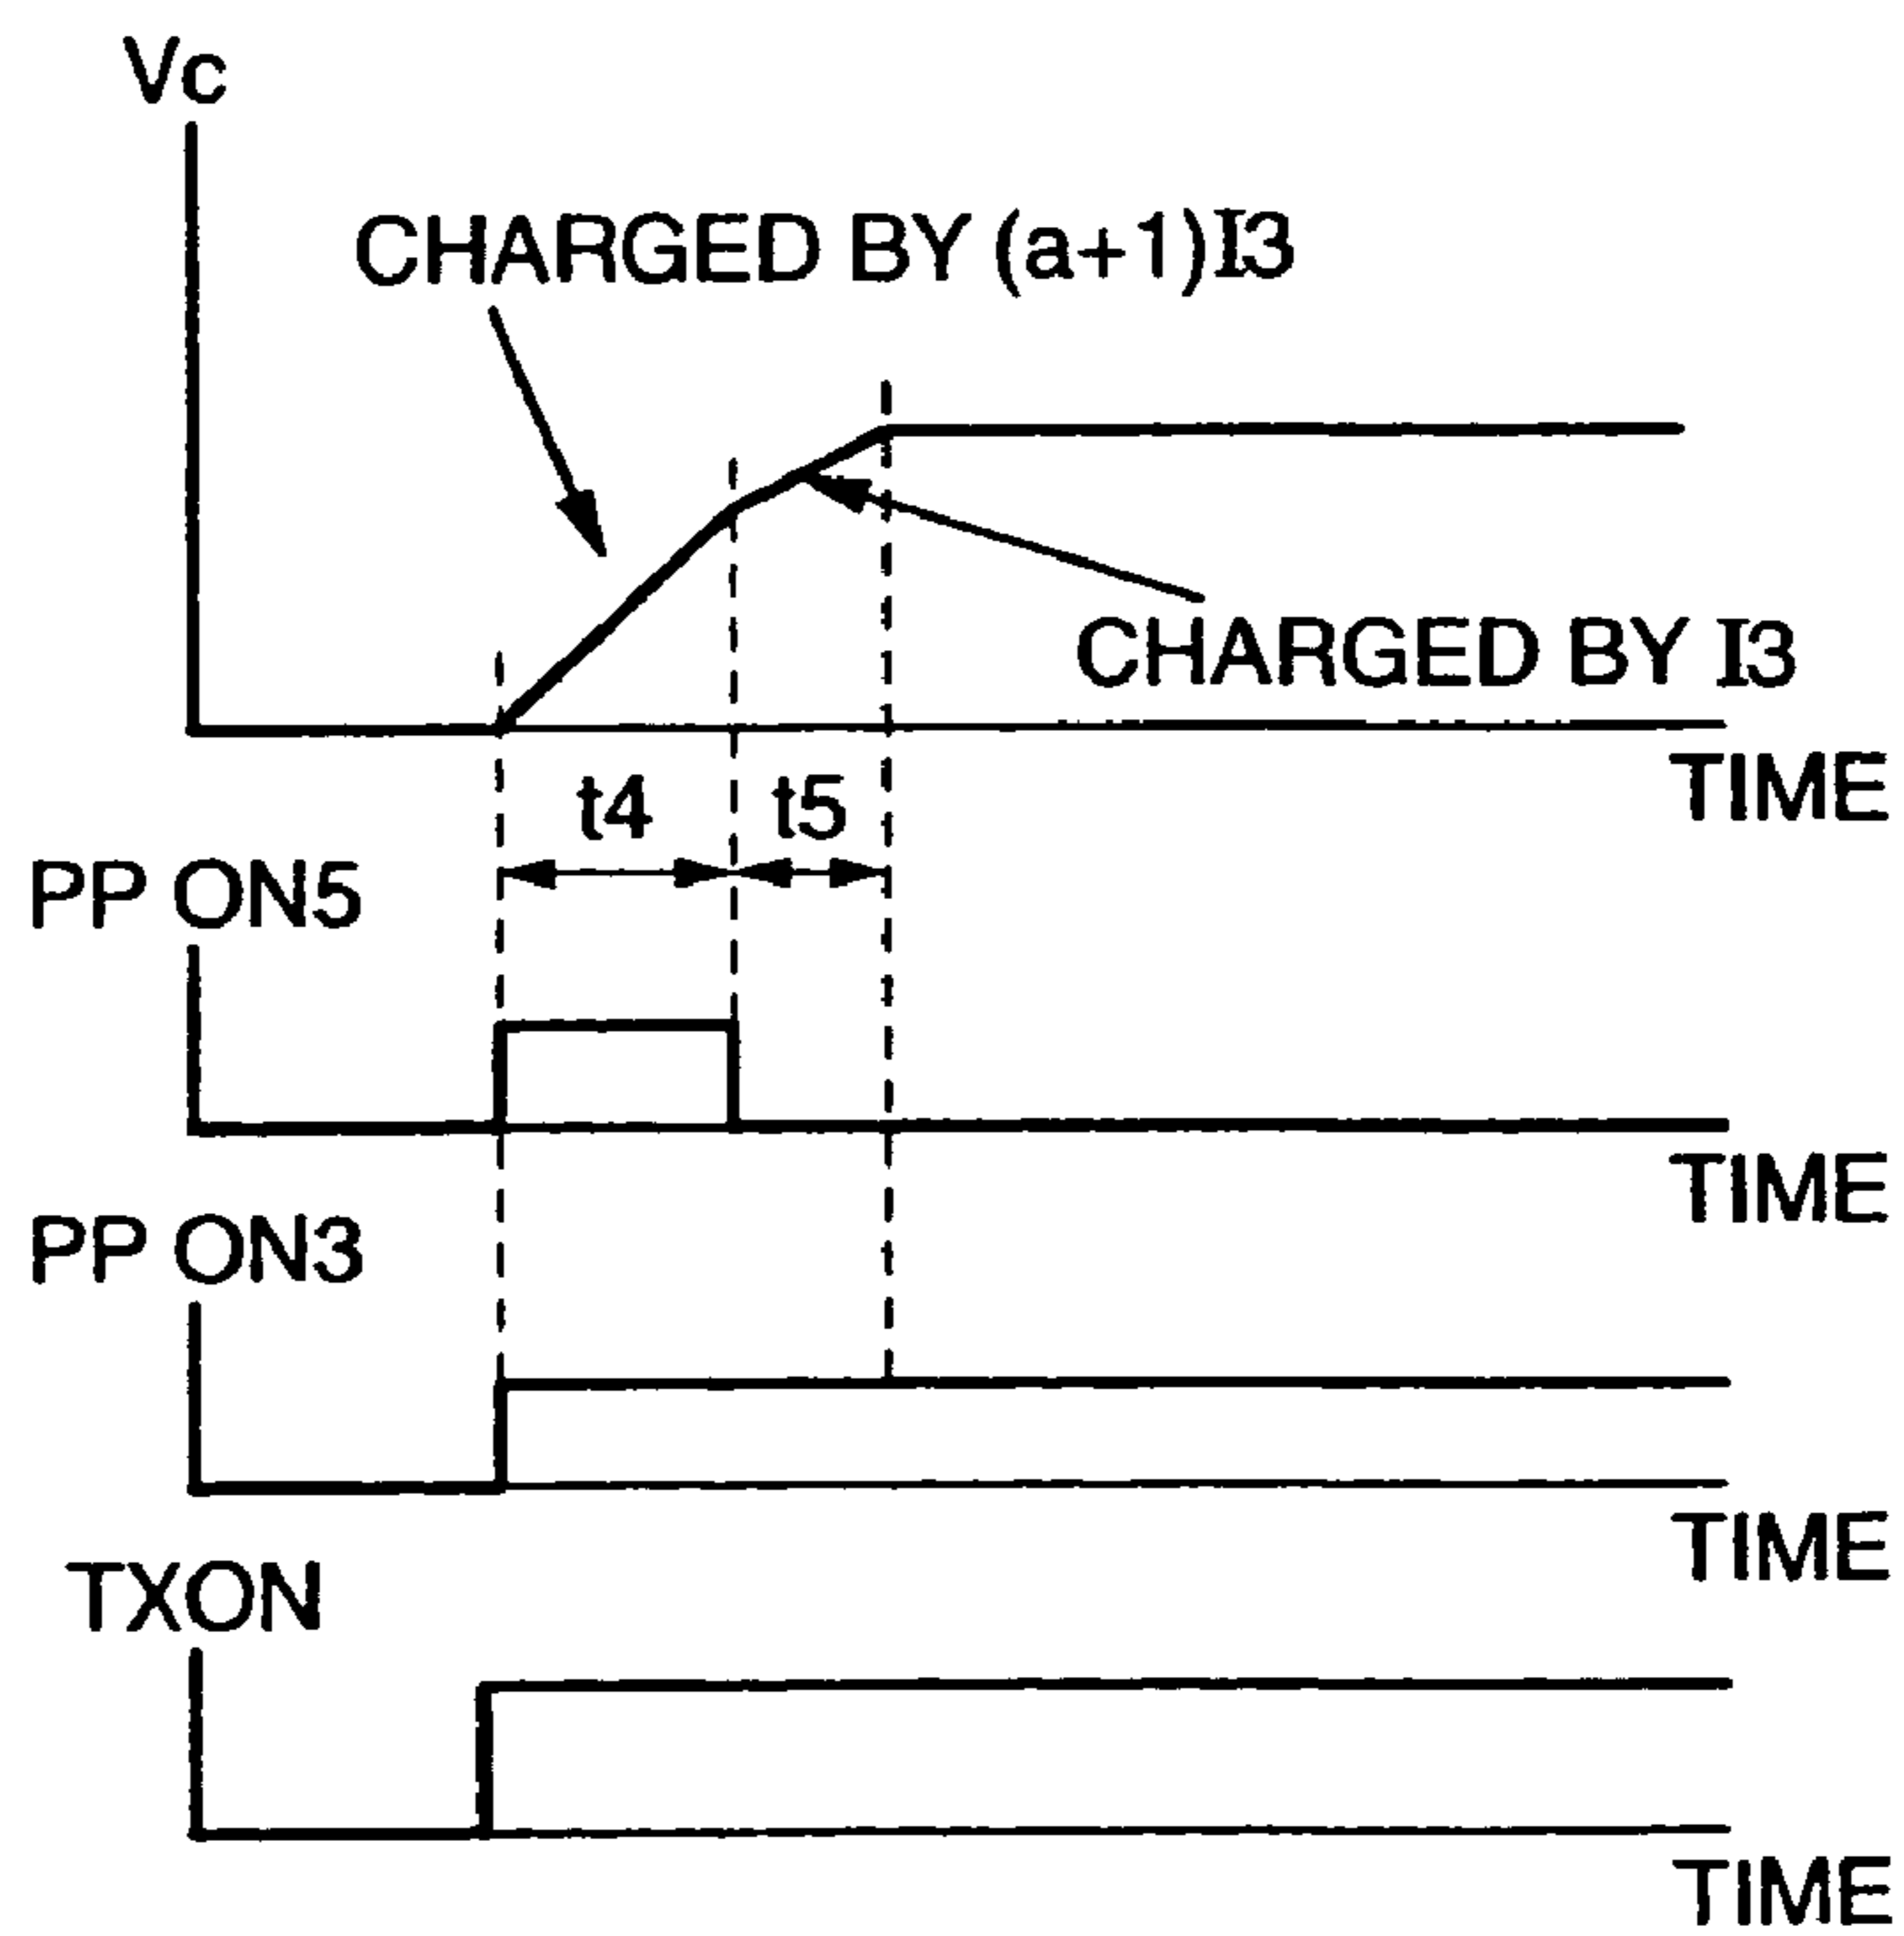 Vc
CHARGED BY (a+1)I3
CHARGED BY I3
TIME
t4 t5
PP ON5
TIME
PP ON3
TIME
TXON
TIME